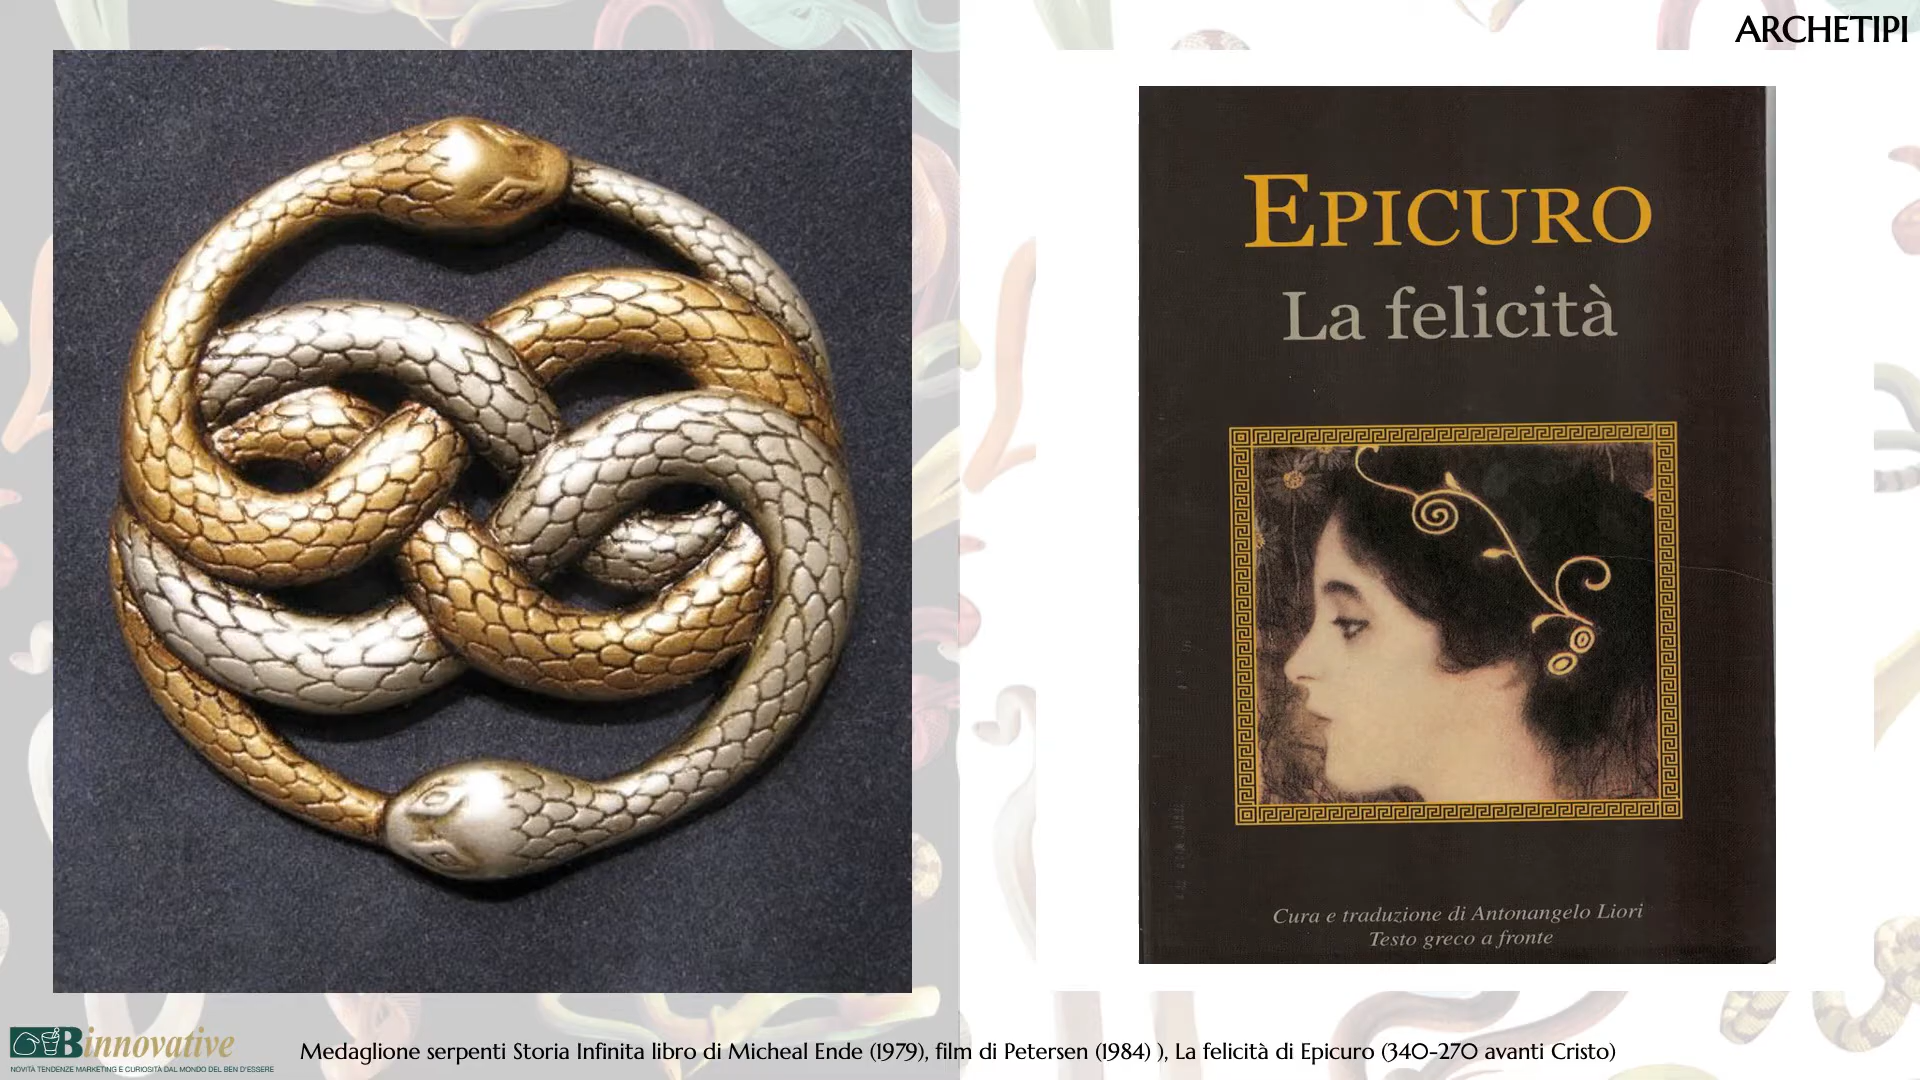 ARCHETIPI
EPICURO
La felicità
Cura e traduzione di Antonangelo Liori
Testo greco a fronte
Binnovative
NOVITÀ TENDENZE MARKETING E CURIOSITÀ DAL MONDO DEL BEN D'ESSERE
Medaglione serpenti Storia Infinita libro di Micheal Ende (1979), film di Petersen (1984) ), La felicità di Epicuro (340-270 avanti Cristo)